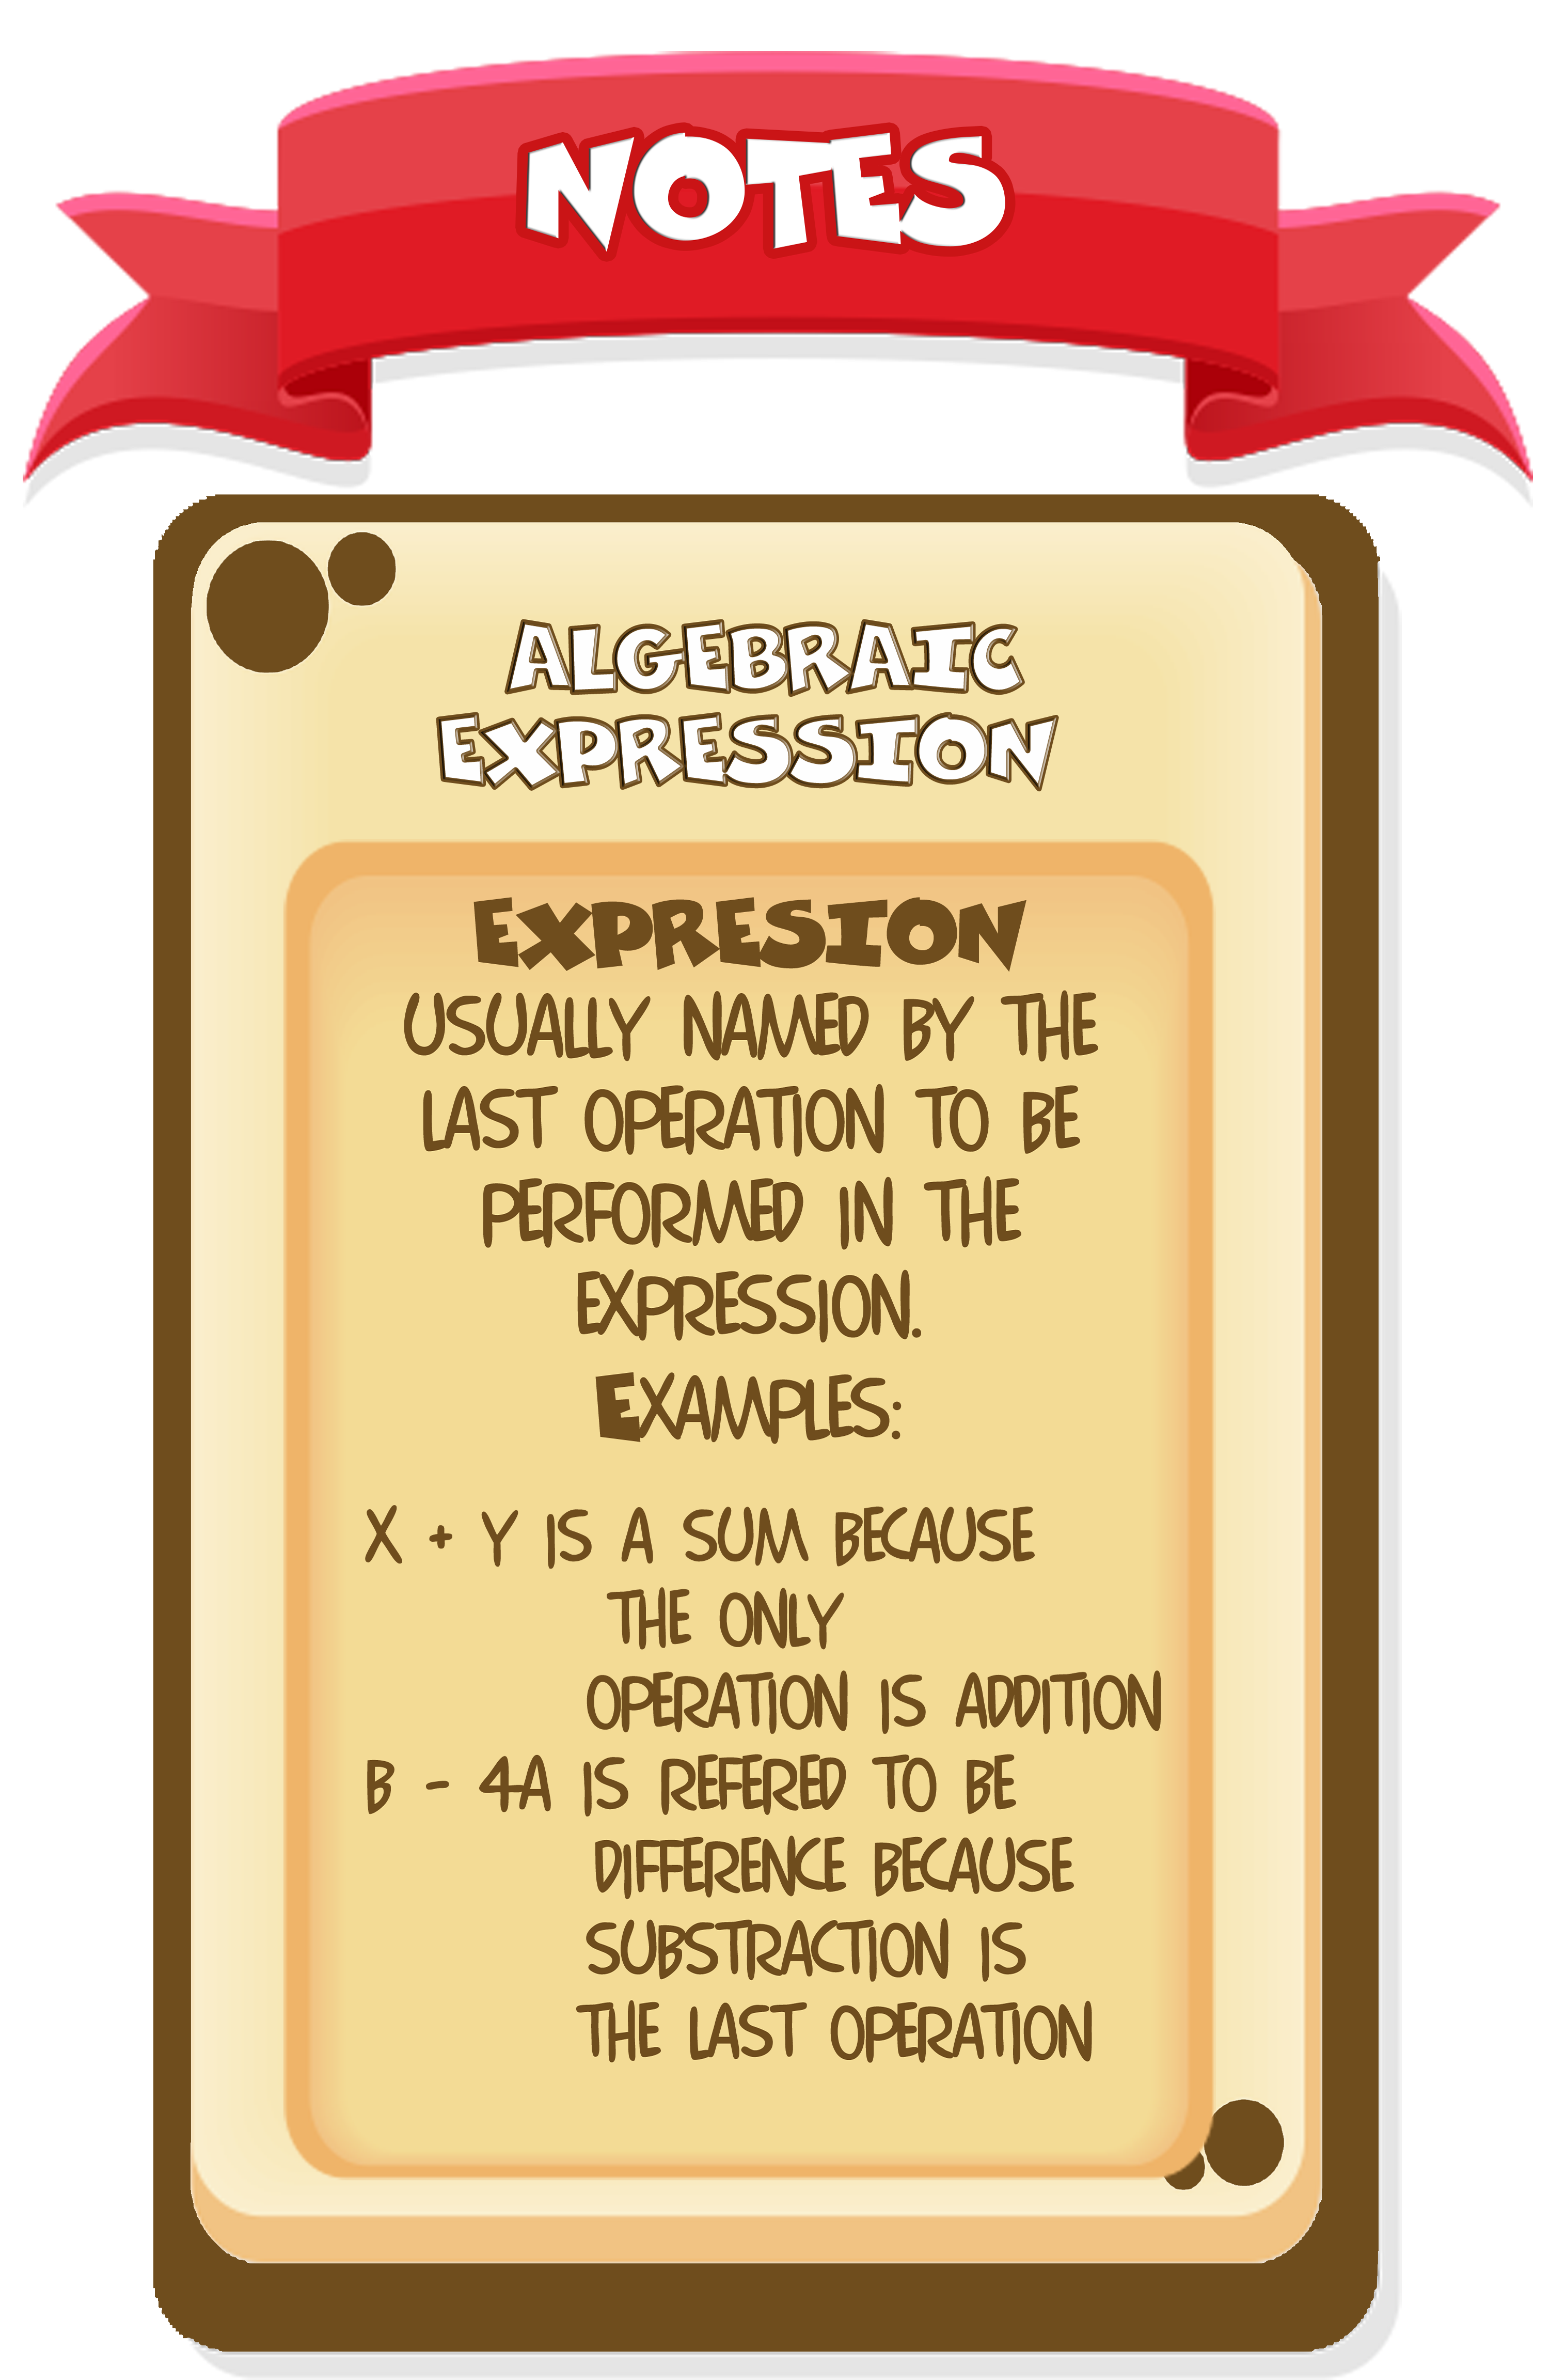 NOTES
ALGEBRAIC
EXPRESSION
EXPRESION
USUALLY NAMED BY THE
LAST OPERATION TO BE
PERFORMED IN THE
EXPRESSION.
EXAMPLES:
X + Y IS A SUM BECAUSE
THE ONLY
OPERATION IS ADDITION
B - 4A IS REFERED TO BE
DIFFERENCE BECAUSE
SUBSTRACTION IS
THE LAST OPERATION